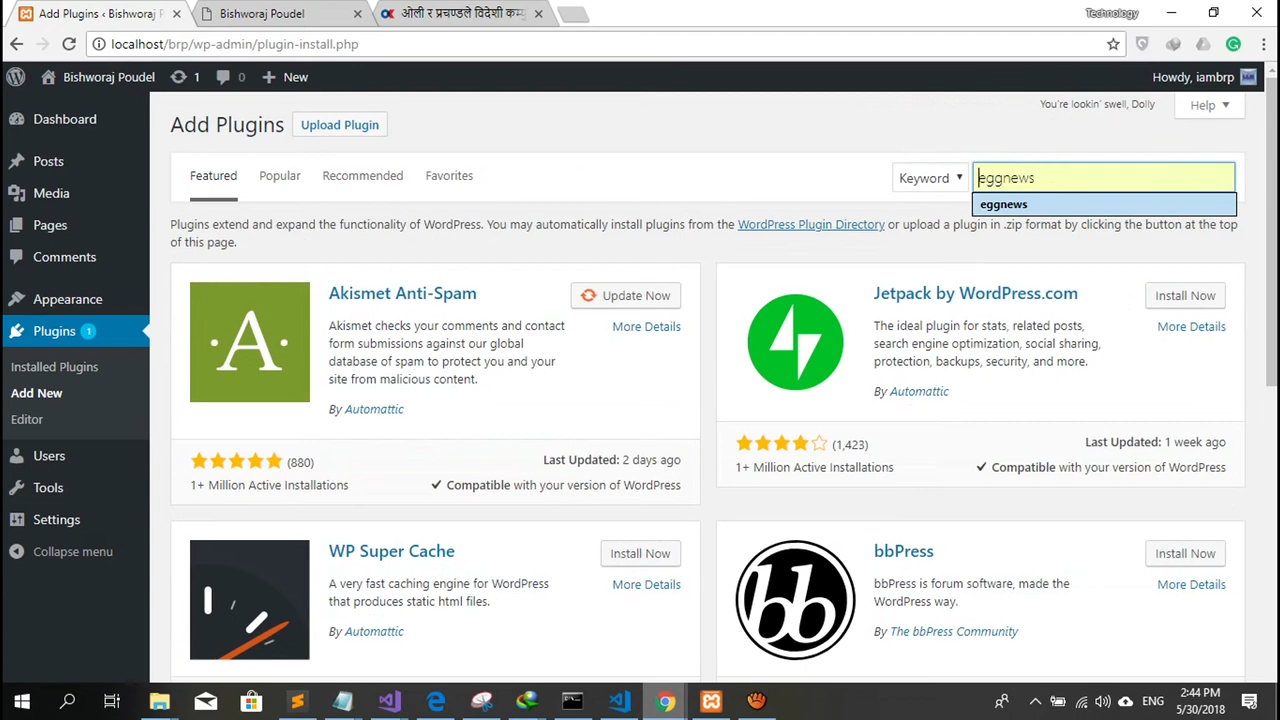 Add Plugins ‹ Bishworaj P
Bishworaj Poudel
ओली र प्रचण्डले विदेशी कम्
Technology
localhost/brp/wp-admin/plugin-install.php
Bishworaj Poudel 1 0 New
Howdy, iambrp
Dashboard
Posts
Media
Pages
Comments
Appearance
Plugins 1
Installed Plugins
Add New
Editor
Users
Tools
Settings
Collapse menu
You're lookin' swell, Dolly
Help
Add Plugins Upload Plugin
Featured Popular Recommended Favorites
Keyword eggnews
eggnews
Plugins extend and expand the functionality of WordPress. You may automatically install plugins from the WordPress Plugin Directory or upload a plugin in .zip format by clicking the button at the top
of this page.
Akismet Anti-Spam
Update Now
More Details
Akismet checks your comments and contact
form submissions against our global
database of spam to protect you and your
site from malicious content.
By Automattic
(880)
Last Updated: 2 days ago
1+ Million Active Installations
Compatible with your version of WordPress
Jetpack by WordPress.com
Install Now
More Details
The ideal plugin for stats, related posts,
search engine optimization, social sharing,
protection, backups, security, and more.
By Automattic
(1,423)
Last Updated: 1 week ago
1+ Million Active Installations
Compatible with your version of WordPress
WP Super Cache
Install Now
More Details
A very fast caching engine for WordPress
that produces static html files.
By Automattic
bbPress
Install Now
More Details
bbPress is forum software, made the
WordPress way.
By The bbPress Community
A
bb
ENG
2:44 PM
5/30/2018